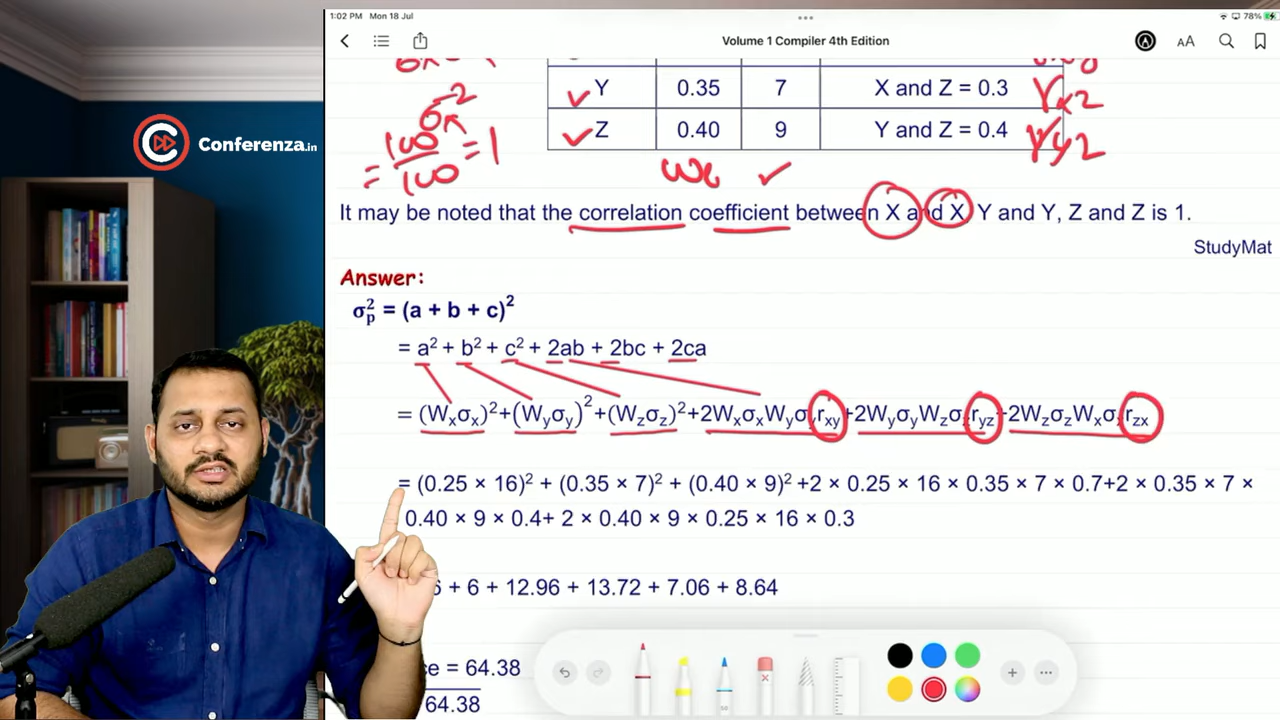 1:02 PM Mon 18 Jul
78%
Volume 1 Compiler 4th Edition
AA
Y 0.35 7 X and Z = 0.3
Z 0.40 9 Y and Z = 0.4
= 100/100 = 1
Conferenza.in
It may be noted that the correlation coefficient between X and X, Y and Y, Z and Z is 1.
StudyMat
Answer:
σp² = (a + b + c)²
= a² + b² + c² + 2ab + 2bc + 2ca
= (Wxσx)²+(Wyσy)²+(Wzσz)²+2WxσxWyσyrxy+2WyσyWzσzryz+2WzσzWxσxrzx
= (0.25 × 16)² + (0.35 × 7)² + (0.40 × 9)² +2 × 0.25 × 16 × 0.35 × 7 × 0.7+2 × 0.35 × 7 ×
0.40 × 9 × 0.4+ 2 × 0.40 × 9 × 0.25 × 16 × 0.3
6 + 6 + 12.96 + 13.72 + 7.06 + 8.64
ce = 64.38
64.38